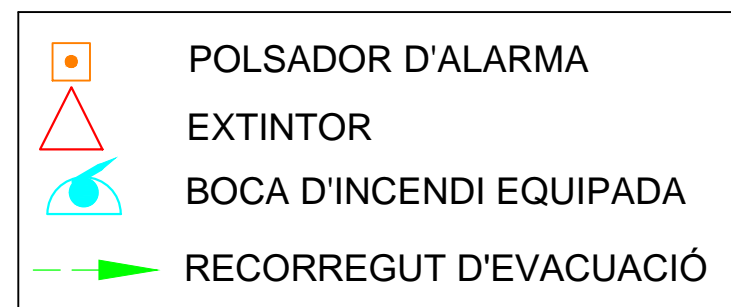 POLSADOR D'ALARMA
EXTINTOR
BOCA D'INCENDI EQUIPADA
RECORREGUT D'EVACUACIÓ